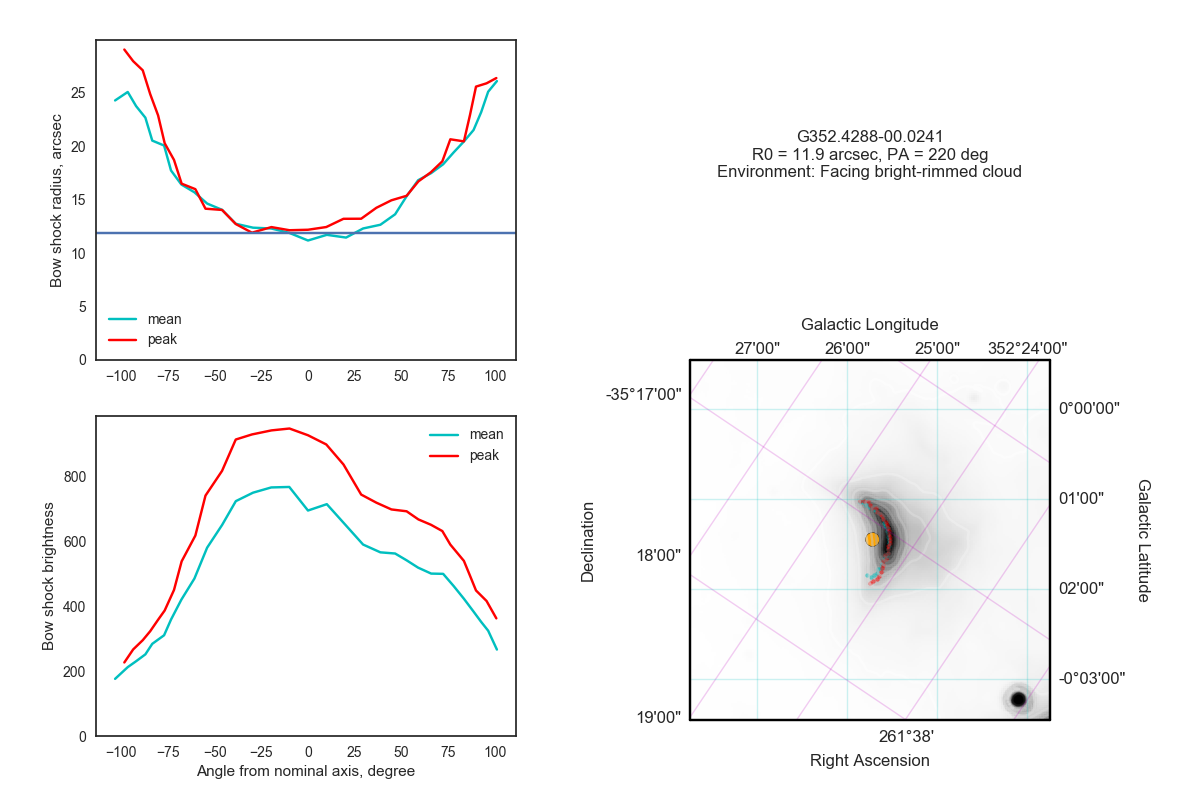 25
20
15
10
5
0
Bow shock radius, arcsec
mean
peak
−100 −75 −50 −25 0 25 50 75 100
800
600
400
200
0
Bow shock brightness
mean
peak
−100 −75 −50 −25 0 25 50 75 100
Angle from nominal axis, degree
G352.4288-00.0241
R0 = 11.9 arcsec, PA = 220 deg
Environment: Facing bright-rimmed cloud
Galactic Longitude
27'00" 26'00" 25'00" 352°24'00"
-35°17'00"
18'00"
19'00"
Declination
0°00'00"
01'00"
02'00"
-0°03'00"
Galactic Latitude
261°38'
Right Ascension